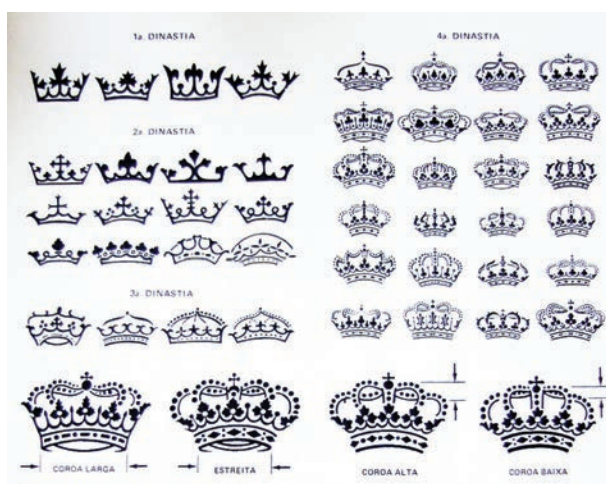 1a. DINASTIA
2a. DINASTIA
3a. DINASTIA
4a. DINASTIA
COROA LARGA
ESTREITA
COROA ALTA
COROA BAIXA